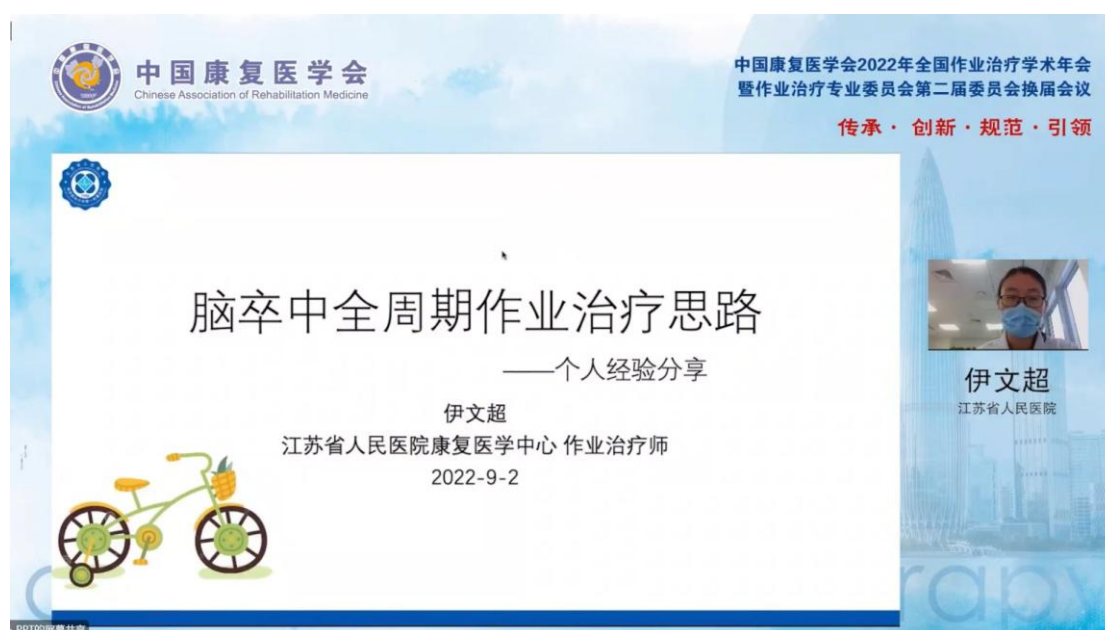 中国康复医学会
Chinese Association of Rehabilitation Medicine
中国康复医学会2022年全国作业治疗学术年会
暨作业治疗专业委员会第二届委员会换届会议
传承·创新·规范·引领
脑卒中全周期作业治疗思路
——个人经验分享
伊文超
江苏省人民医院康复医学中心 作业治疗师
2022-9-2
伊文超
江苏省人民医院